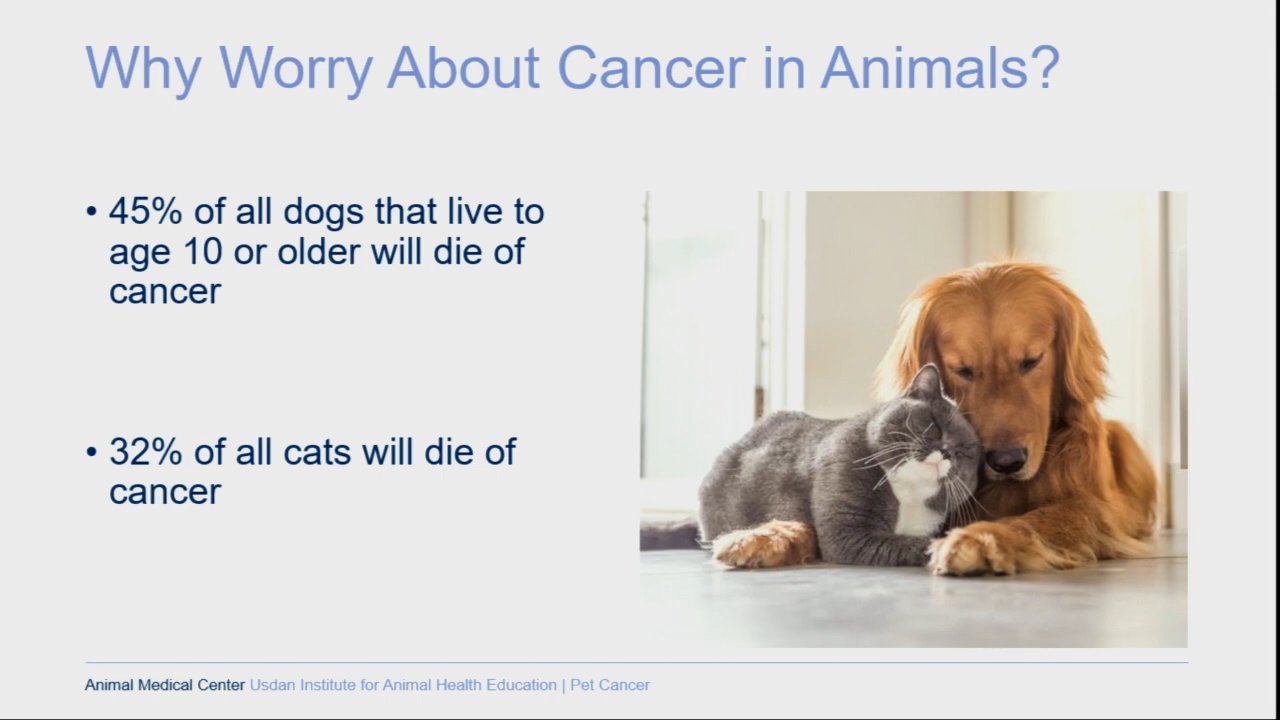 Why Worry About Cancer in Animals?
• 45% of all dogs that live to
age 10 or older will die of
cancer
• 32% of all cats will die of
cancer
Animal Medical Center Usdan Institute for Animal Health Education | Pet Cancer